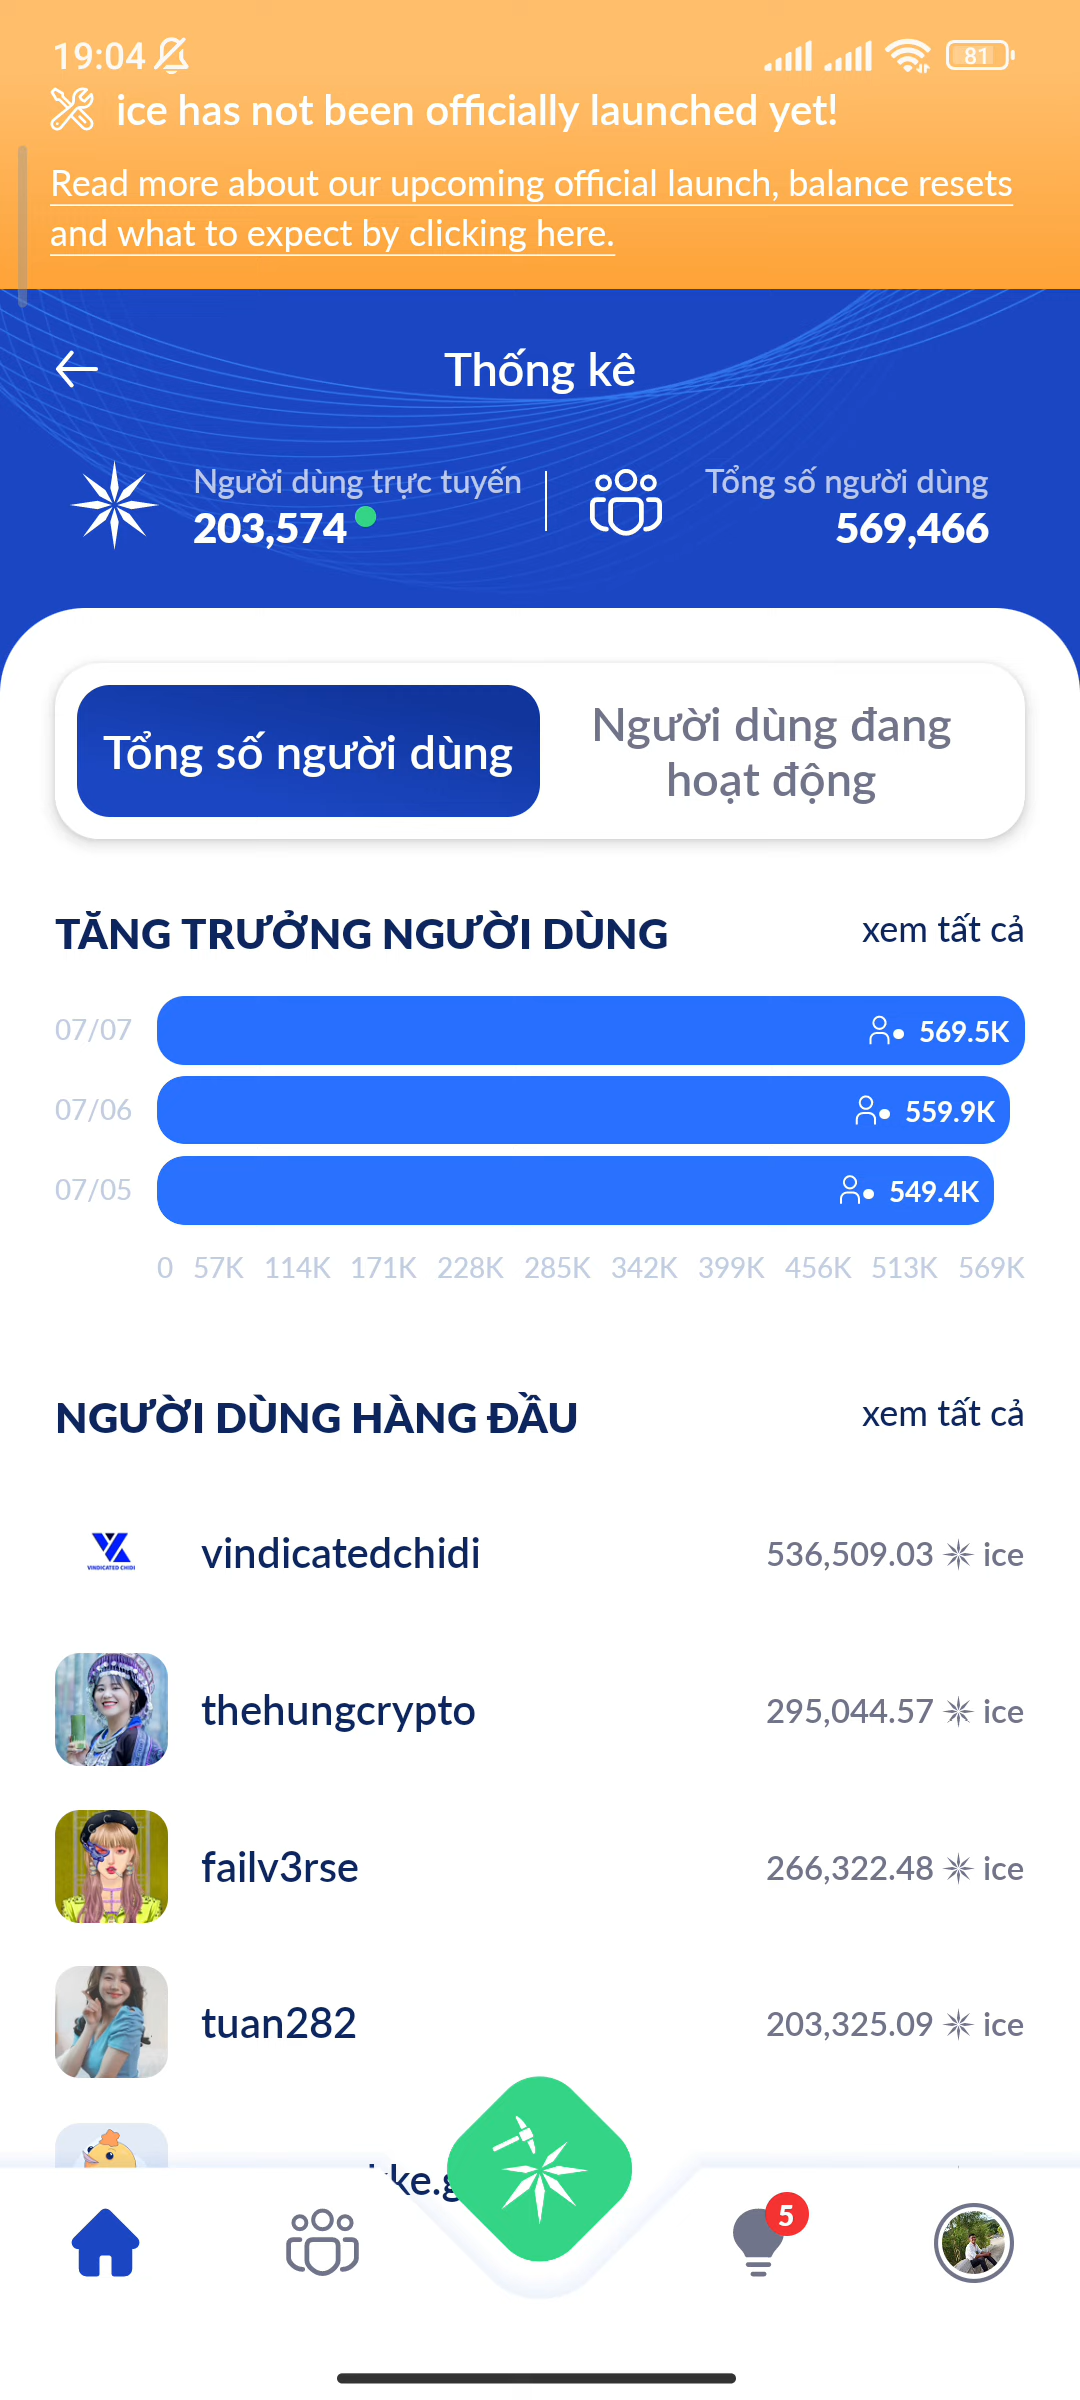 19:04
81
ice has not been officially launched yet!
Read more about our upcoming official launch, balance resets
and what to expect by clicking here.
Thống kê
Người dùng trực tuyến
203,574
Tổng số người dùng
569,466
Tổng số người dùng
Người dùng đang
hoạt động
TĂNG TRƯỞNG NGƯỜI DÙNG
xem tất cả
07/07
569.5K
07/06
559.9K
07/05
549.4K
0 57K 114K 171K 228K 285K 342K 399K 456K 513K 569K
NGƯỜI DÙNG HÀNG ĐẦU
xem tất cả
VINDICATED CHIDI
vindicatedchidi
536,509.03 ice
thehungcrypto
295,044.57 ice
failv3rse
266,322.48 ice
tuan282
203,325.09 ice
5